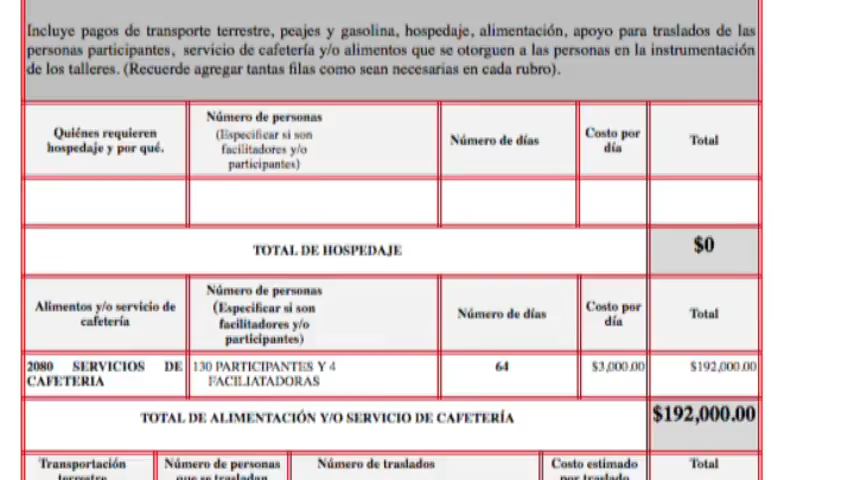 Incluye pagos de transporte terrestre, peajes y gasolina, hospedaje, alimentación, apoyo para traslados de las
personas participantes, servicio de cafetería y/o alimentos que se otorguen a las personas en la instrumentación
de los talleres. (Recuerde agregar tantas filas como sean necesarias en cada rubro).
Quiénes requieren
hospedaje y por qué.
Número de personas
(Especificar si son
facilitadores y/o
participantes)
Número de días
Costo por
día
Total
TOTAL DE HOSPEDAJE
$0
Alimentos y/o servicio de
cafetería
Número de personas
(Especificar si son
facilitadores y/o
participantes)
Número de días
Costo por
día
Total
2080 SERVICIOS DE
CAFETERIA
130 PARTICIPANTES Y 4
FACILIATADORAS
64
$3,000.00
$192,000.00
TOTAL DE ALIMENTACIÓN Y/O SERVICIO DE CAFETERÍA
$192,000.00
Transportación
terrestre
Número de personas
que se trasladan
Número de traslados
Costo estimado
por traslado
Total